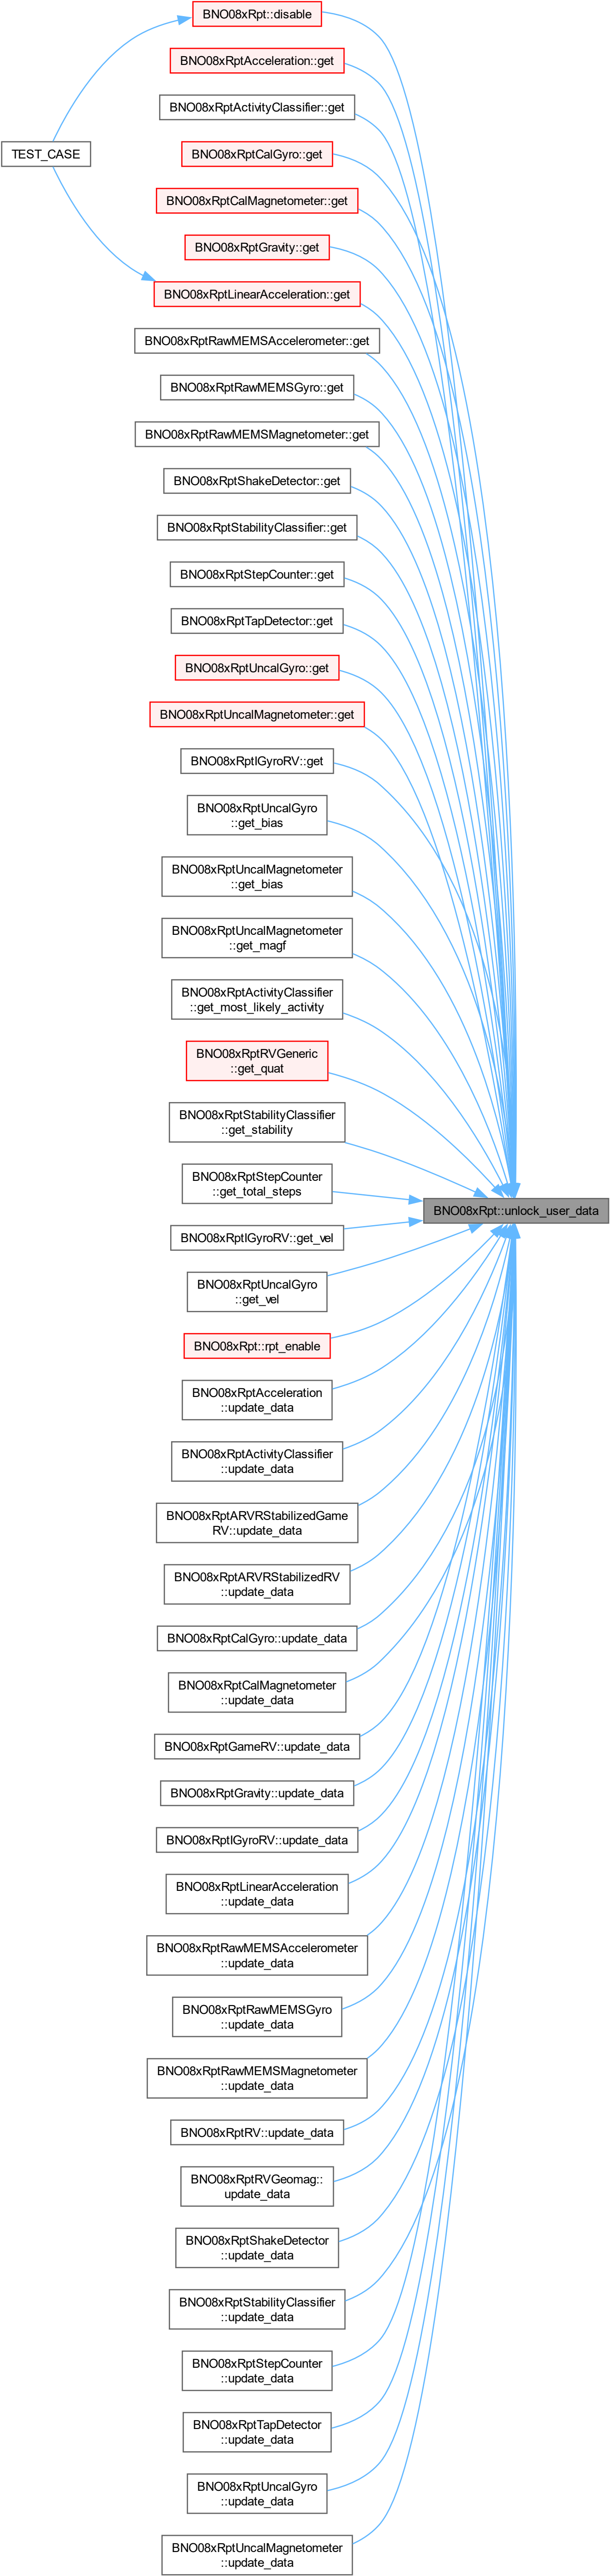 BNO08xRpt::disable
BNO08xRptAcceleration::get
BNO08xRptActivityClassifier::get
TEST_CASE
BNO08xRptCalGyro::get
BNO08xRptCalMagnetometer::get
BNO08xRptGravity::get
BNO08xRptLinearAcceleration::get
BNO08xRptRawMEMSAccelerometer::get
BNO08xRptRawMEMSGyro::get
BNO08xRptRawMEMSMagnetometer::get
BNO08xRptShakeDetector::get
BNO08xRptStabilityClassifier::get
BNO08xRptStepCounter::get
BNO08xRptTapDetector::get
BNO08xRptUncalGyro::get
BNO08xRptUncalMagnetometer::get
BNO08xRptIGyroRV::get
BNO08xRptUncalGyro
::get_bias
BNO08xRptUncalMagnetometer
::get_bias
BNO08xRptUncalMagnetometer
::get_magf
BNO08xRptActivityClassifier
::get_most_likely_activity
BNO08xRptRVGeneric
::get_quat
BNO08xRptStabilityClassifier
::get_stability
BNO08xRptStepCounter
::get_total_steps
BNO08xRpt::unlock_user_data
BNO08xRptIGyroRV::get_vel
BNO08xRptUncalGyro
::get_vel
BNO08xRpt::rpt_enable
BNO08xRptAcceleration
::update_data
BNO08xRptActivityClassifier
::update_data
BNO08xRptARVRStabilizedGame
RV::update_data
BNO08xRptARVRStabilizedRV
::update_data
BNO08xRptCalGyro::update_data
BNO08xRptCalMagnetometer
::update_data
BNO08xRptGameRV::update_data
BNO08xRptGravity::update_data
BNO08xRptIGyroRV::update_data
BNO08xRptLinearAcceleration
::update_data
BNO08xRptRawMEMSAccelerometer
::update_data
BNO08xRptRawMEMSGyro
::update_data
BNO08xRptRawMEMSMagnetometer
::update_data
BNO08xRptRV::update_data
BNO08xRptRVGeomag::
update_data
BNO08xRptShakeDetector
::update_data
BNO08xRptStabilityClassifier
::update_data
BNO08xRptStepCounter
::update_data
BNO08xRptTapDetector
::update_data
BNO08xRptUncalGyro
::update_data
BNO08xRptUncalMagnetometer
::update_data